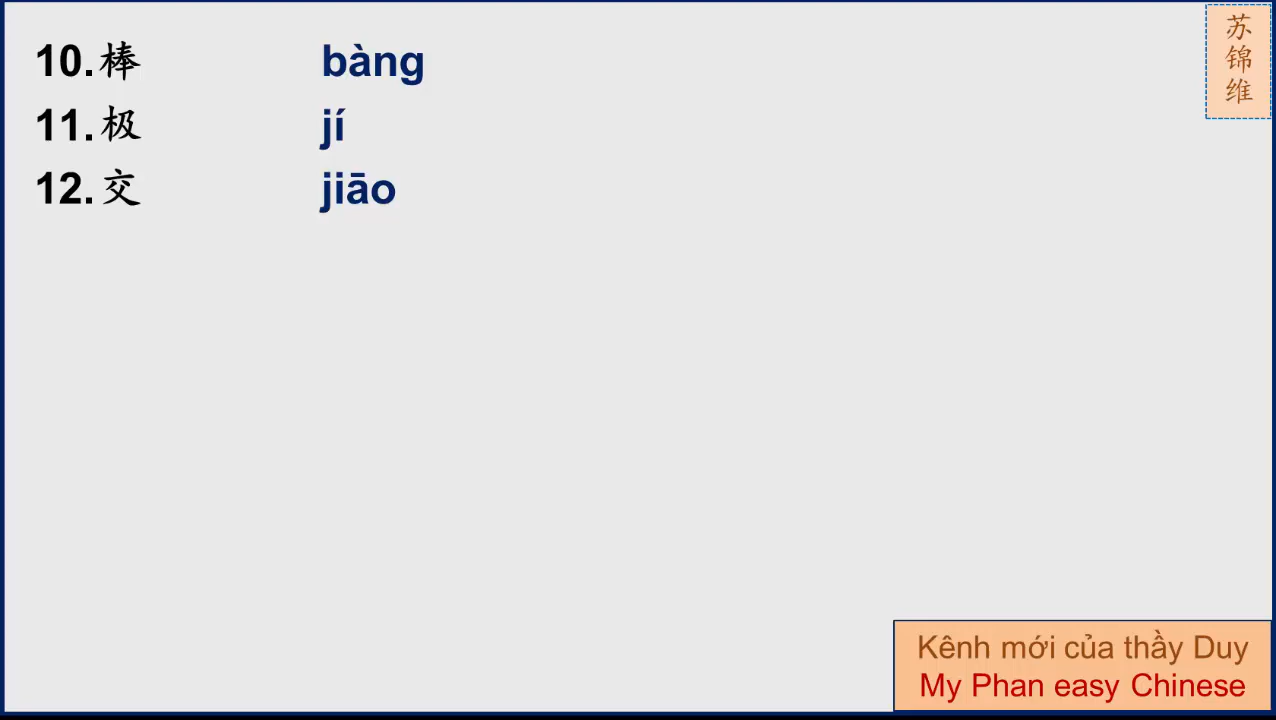 10.棒 bàng
11.极 jí
12.交 jiāo
苏
锦
维
Kênh mới của thầy Duy
My Phan easy Chinese